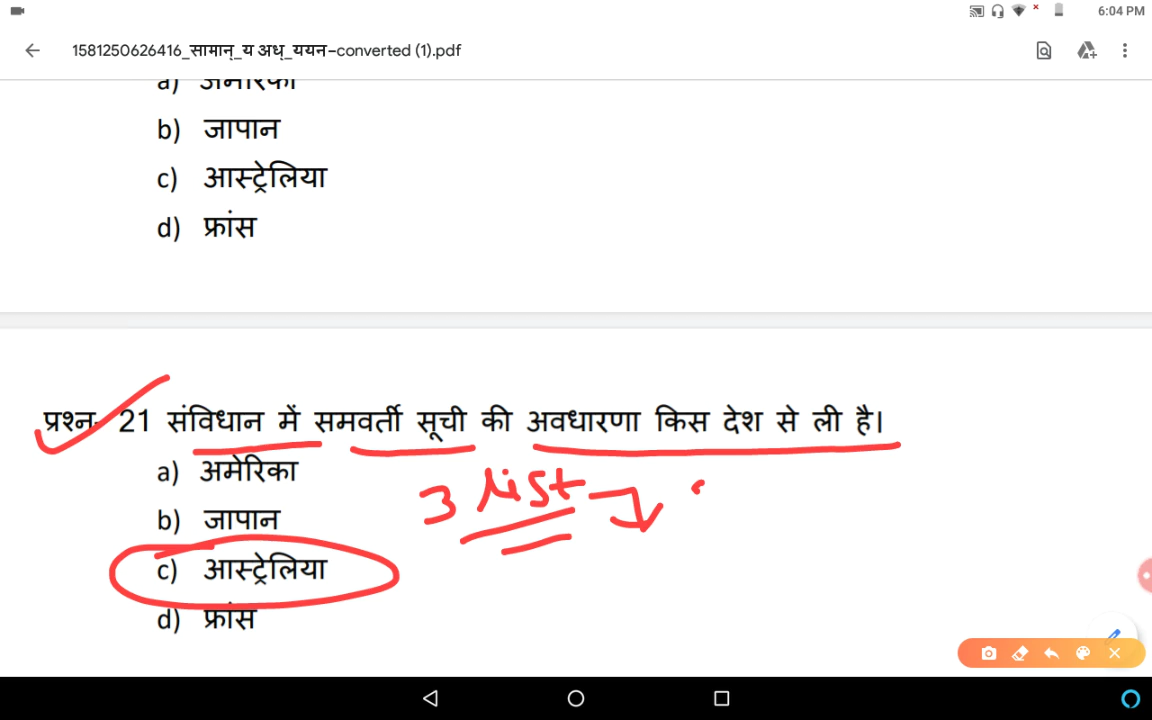 6:04 PM
1581250626416_सामान्_य अध्_ययन-converted (1).pdf
a) अमेरिका
b) जापान
c) आस्ट्रेलिया
d) फ्रांस
प्रश्न- 21 संविधान में समवर्ती सूची की अवधारणा किस देश से ली है।
a) अमेरिका
3 list
b) जापान
c) आस्ट्रेलिया
d) फ्रांस